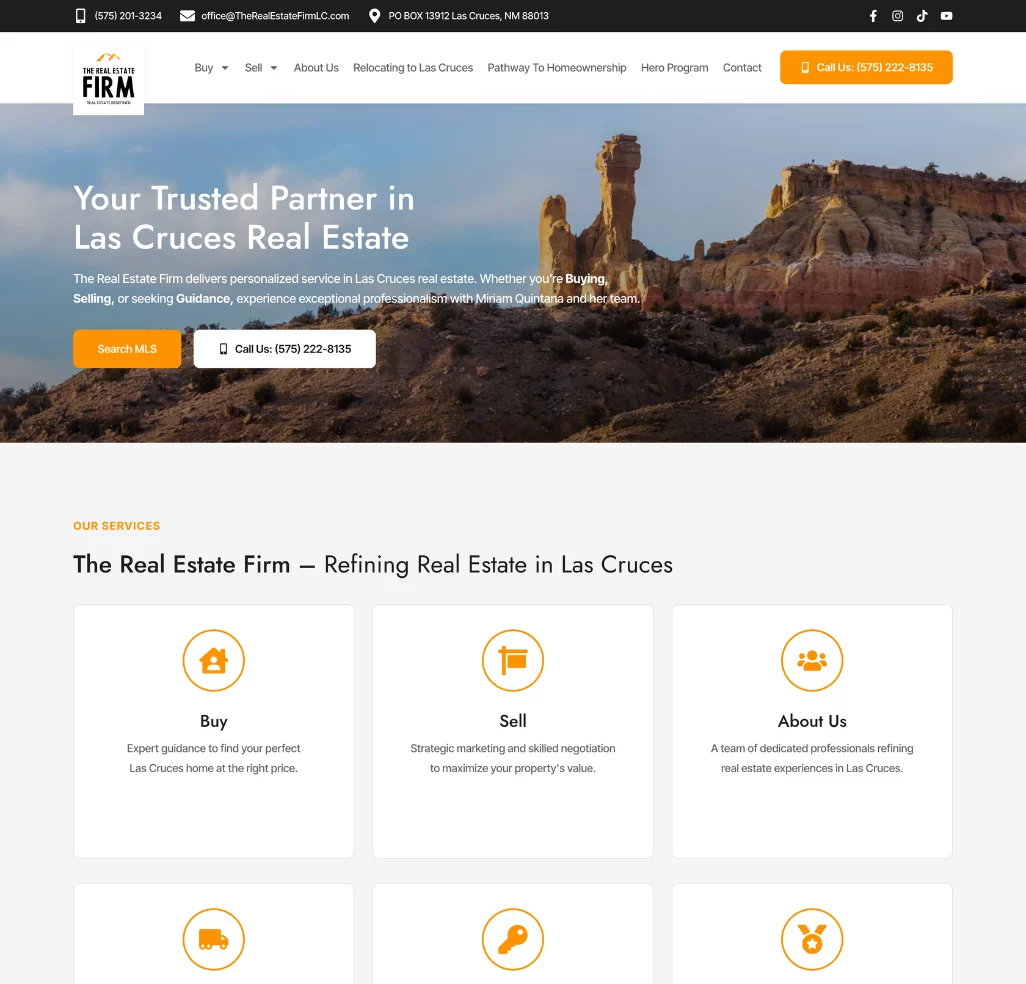 (575) 201-3234
office@TheRealEstateFirmLC.com
PO BOX 13912 Las Cruces, NM 88013
THE REAL ESTATE
FIRM
REAL ESTATE REDEFINED
Buy
Sell
About Us
Relocating to Las Cruces
Pathway To Homeownership
Hero Program
Contact
Call Us: (575) 222-8135
Your Trusted Partner in
Las Cruces Real Estate
The Real Estate Firm delivers personalized service in Las Cruces real estate. Whether you're Buying,
Selling, or seeking Guidance, experience exceptional professionalism with Miriam Quintana and her team.
Search MLS
Call Us: (575) 222-8135
OUR SERVICES
The Real Estate Firm – Refining Real Estate in Las Cruces
Buy
Expert guidance to find your perfect
Las Cruces home at the right price.
Sell
Strategic marketing and skilled negotiation
to maximize your property's value.
About Us
A team of dedicated professionals refining
real estate experiences in Las Cruces.